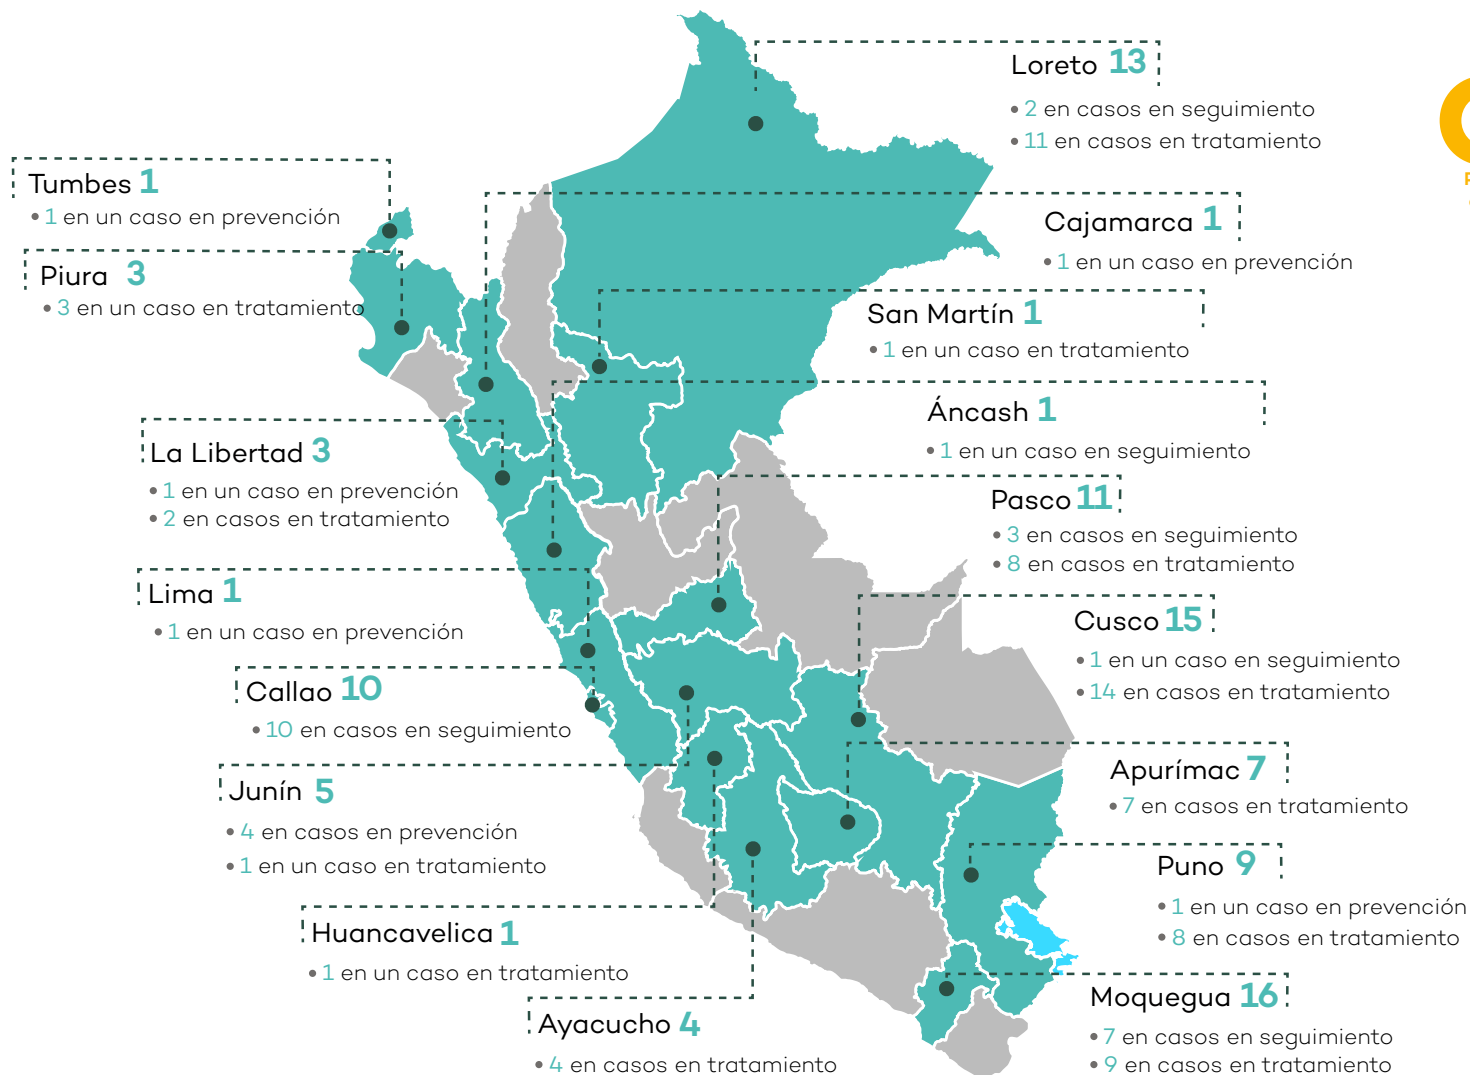 Loreto 13
• 2 en casos en seguimiento
• 11 en casos en tratamiento
Tumbes 1
• 1 en un caso en prevención
Cajamarca 1
• 1 en un caso en prevención
Piura 3
• 3 en un caso en tratamiento
San Martín 1
• 1 en un caso en tratamiento
Áncash 1
• 1 en un caso en seguimiento
La Libertad 3
• 1 en un caso en prevención
• 2 en casos en tratamiento
Pasco 11
• 3 en casos en seguimiento
• 8 en casos en tratamiento
Lima 1
• 1 en un caso en prevención
Cusco 15
• 1 en un caso en seguimiento
• 14 en casos en tratamiento
Callao 10
• 10 en casos en seguimiento
Apurímac 7
• 7 en casos en tratamiento
Junín 5
• 4 en casos en prevención
• 1 en un caso en tratamiento
Puno 9
• 1 en un caso en prevención
• 8 en casos en tratamiento
Huancavelica 1
• 1 en un caso en tratamiento
Moquegua 16
• 7 en casos en seguimiento
• 9 en casos en tratamiento
Ayacucho 4
• 4 en casos en tratamiento